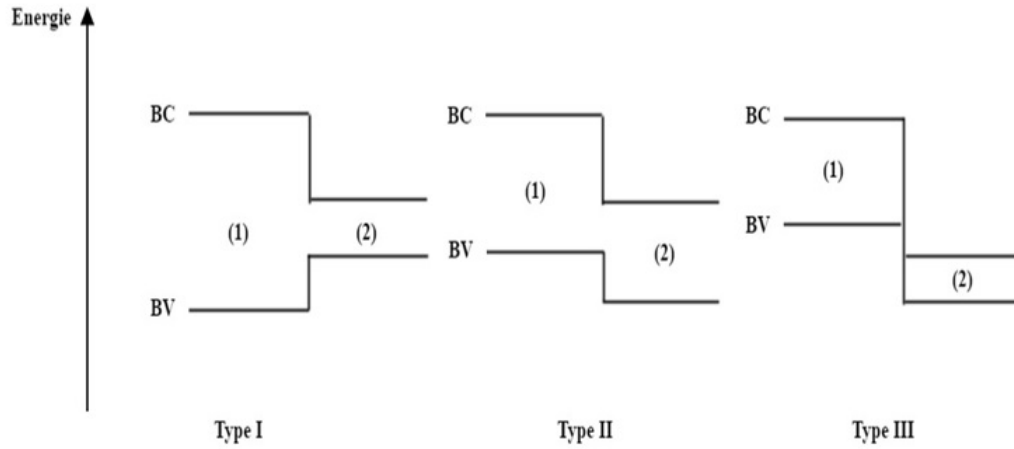 Energie
BC
BC
BC
(1)
(1)
BV
(1)
(2)
BV
(2)
(2)
BV
Type I
Type II
Type III